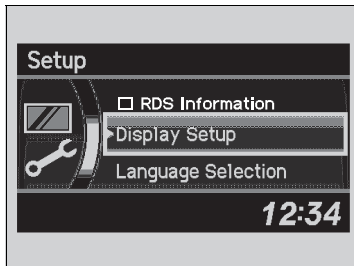 Setup
RDS Information
Display Setup
Language Selection
12:34